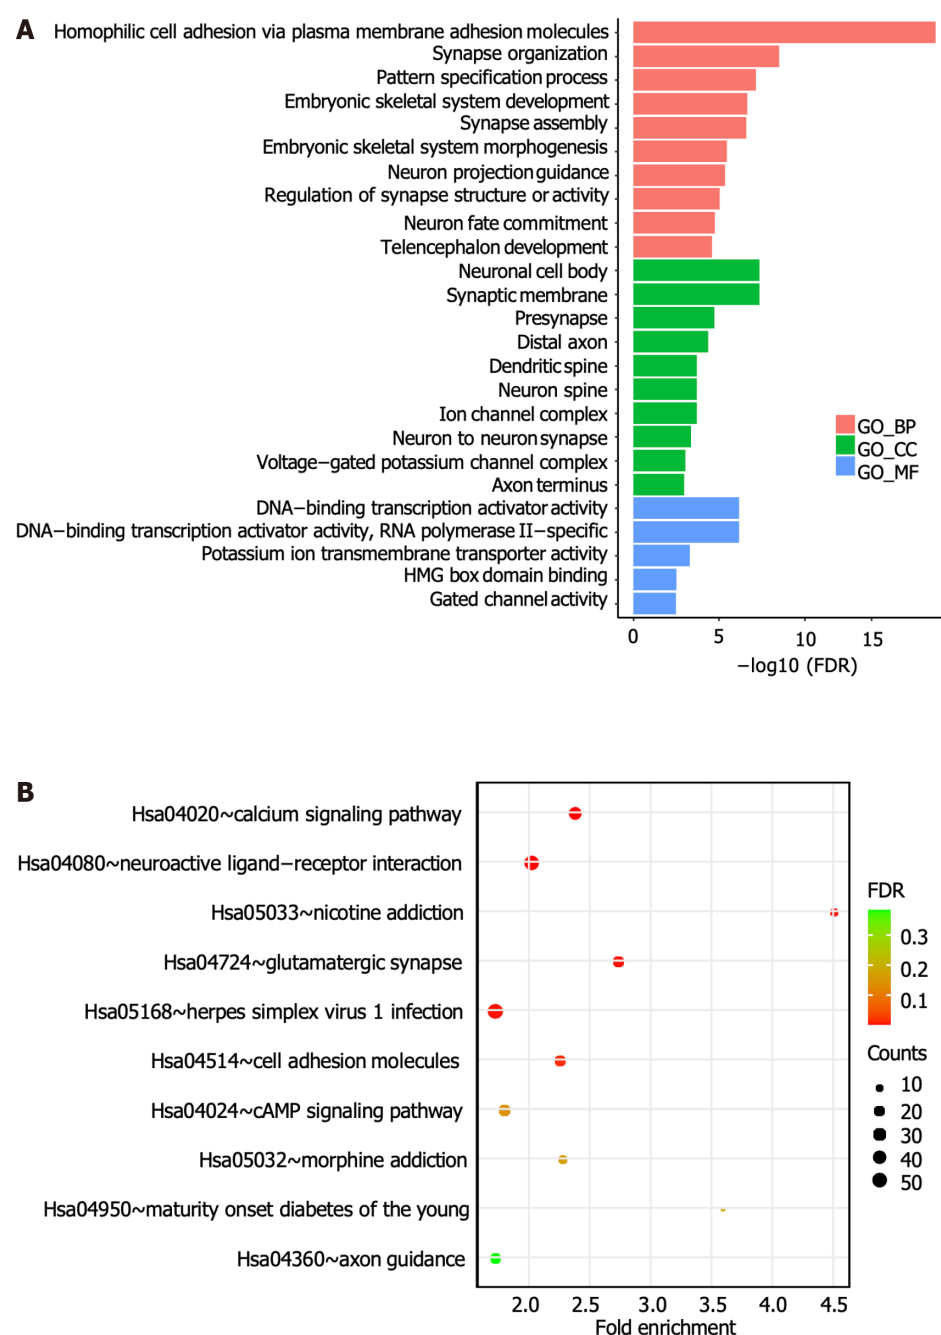 A
Homophilic cell adhesion via plasma membrane adhesion molecules
Synapse organization
Pattern specification process
Embryonic skeletal system development
Synapse assembly
Embryonic skeletal system morphogenesis
Neuron projection guidance
Regulation of synapse structure or activity
Neuron fate commitment
Telencephalon development
Neuronal cell body
Synaptic membrane
Presynapse
Distal axon
Dendritic spine
Neuron spine
Ion channel complex
Neuron to neuron synapse
Voltage−gated potassium channel complex
Axon terminus
DNA−binding transcription activator activity
DNA−binding transcription activator activity, RNA polymerase II−specific
Potassium ion transmembrane transporter activity
HMG box domain binding
Gated channel activity
GO_BP
GO_CC
GO_MF
0 5 10 15
−log10 (FDR)
B
Hsa04020~calcium signaling pathway
Hsa04080~neuroactive ligand−receptor interaction
Hsa05033~nicotine addiction
Hsa04724~glutamatergic synapse
Hsa05168~herpes simplex virus 1 infection
Hsa04514~cell adhesion molecules
Hsa04024~cAMP signaling pathway
Hsa05032~morphine addiction
Hsa04950~maturity onset diabetes of the young
Hsa04360~axon guidance
2.0 2.5 3.0 3.5 4.0 4.5
Fold enrichment
FDR
0.3
0.2
0.1
Counts
10
20
30
40
50